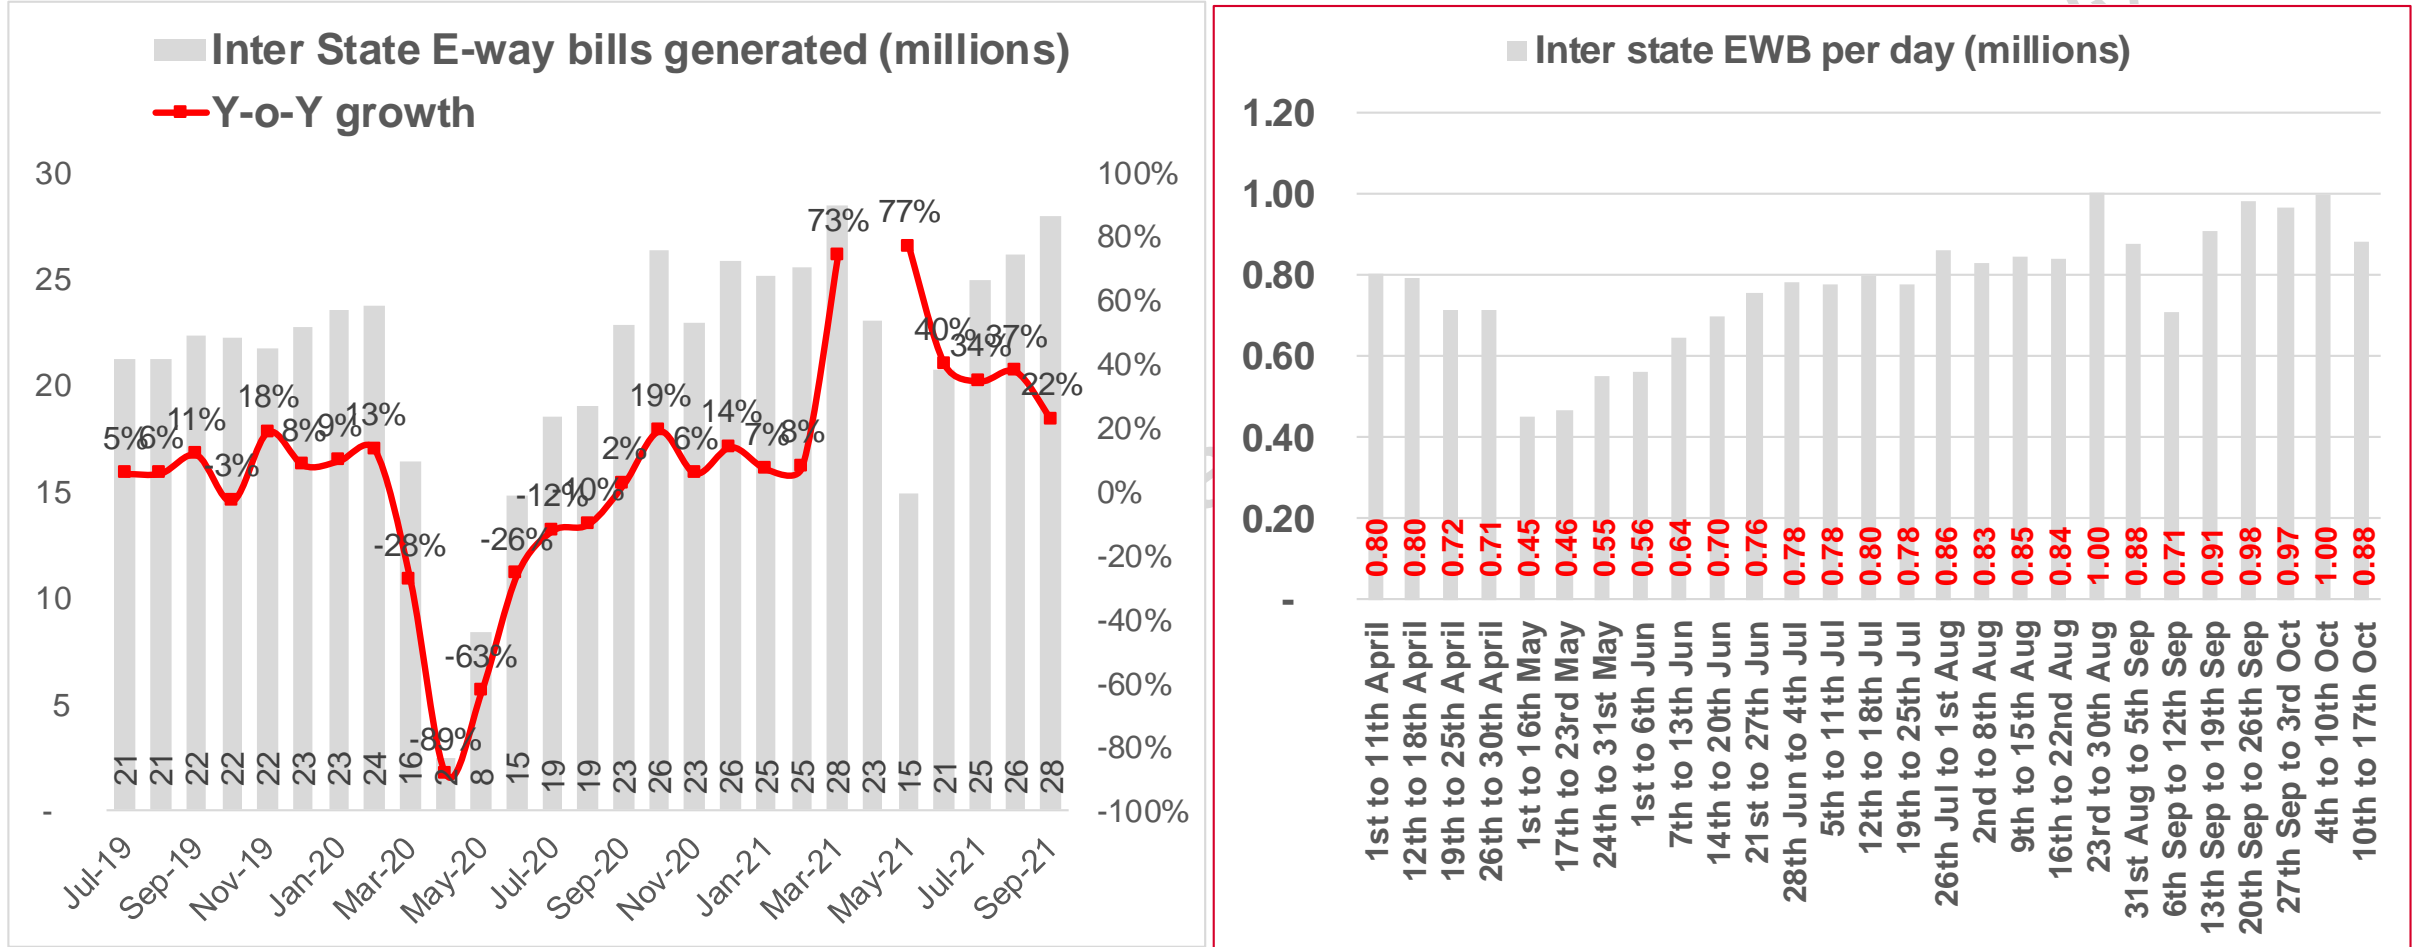 Inter State E-way bills generated (millions)
Y-o-Y growth
30
25
20
15
10
5
-
100%
80%
60%
40%
20%
0%
-20%
-40%
-60%
-80%
-100%
5%
6%
11%
-3%
18%
8%
9%
13%
-28%
-89%
-63%
-26%
-12%
-10%
2%
19%
6%
14%
7%
8%
73%
77%
40%
34%
37%
22%
21
21
22
22
22
23
23
24
16
2
8
15
19
19
23
26
23
26
25
25
28
23
15
21
25
26
28
Jul-19
Sep-19
Nov-19
Jan-20
Mar-20
May-20
Jul-20
Sep-20
Nov-20
Jan-21
Mar-21
May-21
Jul-21
Sep-21
Inter state EWB per day (millions)
1.20
1.00
0.80
0.60
0.40
0.20
-
0.80
0.80
0.72
0.71
0.45
0.46
0.55
0.56
0.64
0.70
0.76
0.78
0.78
0.80
0.78
0.86
0.83
0.85
0.84
1.00
0.88
0.71
0.91
0.98
0.97
1.00
0.88
1st to 11th April
12th to 18th April
19th to 25th April
26th to 30th April
1st to 16th May
17th to 23rd May
24th to 31st May
1st to 6th Jun
7th to 13th Jun
14th to 20th Jun
21st to 27th Jun
28th Jun to 4th Jul
5th to 11th Jul
12th to 18th Jul
19th to 25th Jul
26th Jul to 1st Aug
2nd to 8th Aug
9th to 15th Aug
16th to 22nd Aug
23rd to 30th Aug
31st Aug to 5th Sep
6th Sep to 12th Sep
13th Sep to 19th Sep
20th Sep to 26th Sep
27th Sep to 3rd Oct
4th to 10th Oct
10th to 17th Oct